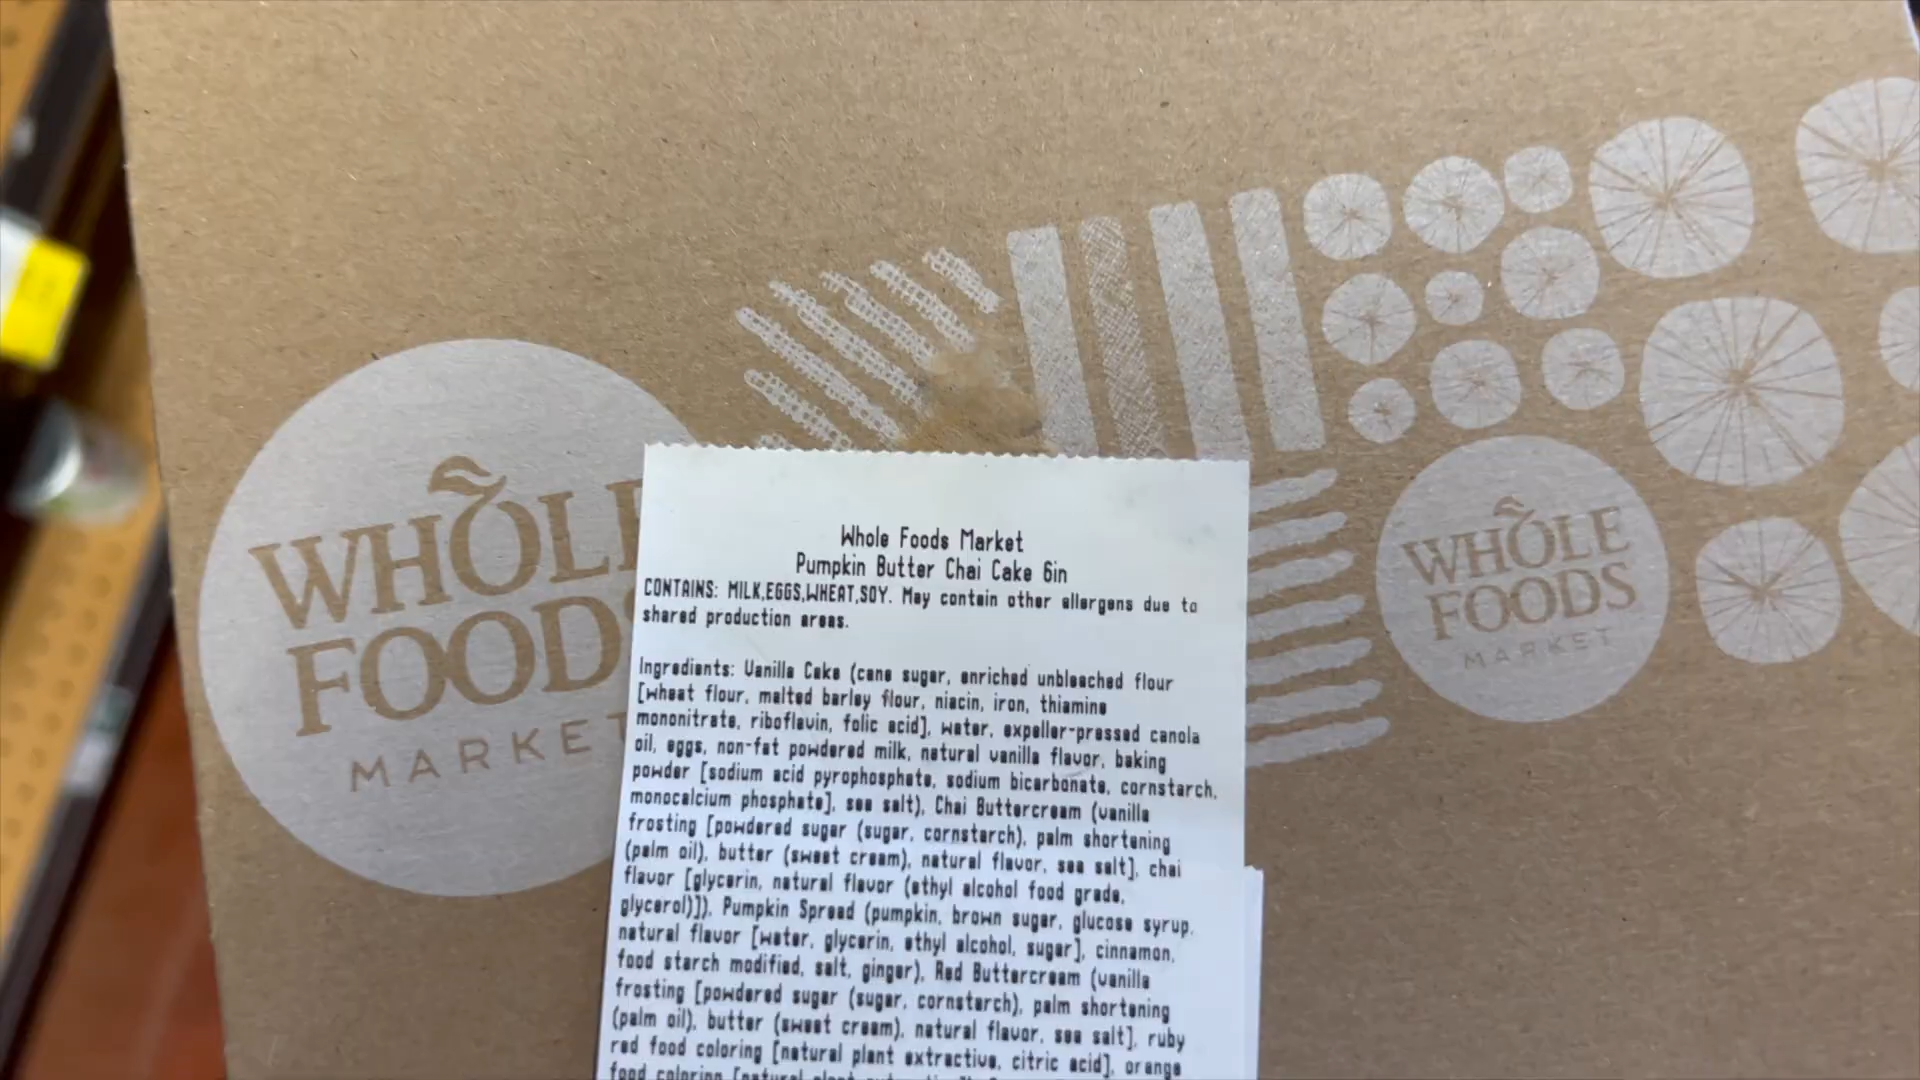 WHOLE
FOODS
MARKET
WHOLE
FOODS
MARKET
Whole Foods Market
Pumpkin Butter Chai Cake 6in
CONTAINS: MILK,EGGS,WHEAT,SOY. May contain other allergens due to
shared production areas.
Ingredients: Vanilla Cake (cane sugar, enriched unbleached flour
[wheat flour, malted barley flour, niacin, iron, thiamine
mononitrate, riboflavin, folic acid], water, expeller-pressed canola
oil, eggs, non-fat powdered milk, natural vanilla flavor, baking
powder [sodium acid pyrophosphate, sodium bicarbonate, cornstarch,
monocalcium phosphate], sea salt), Chai Buttercream (vanilla
frosting [powdered sugar (sugar, cornstarch), palm shortening
(palm oil), butter (sweet cream), natural flavor, sea salt], chai
flavor [glycerin, natural flavor (ethyl alcohol food grade,
glycerol)]), Pumpkin Spread (pumpkin, brown sugar, glucose syrup,
natural flavor [water, glycerin, ethyl alcohol, sugar], cinnamon,
food starch modified, salt, ginger), Red Buttercream (vanilla
frosting [powdered sugar (sugar, cornstarch), palm shortening
(palm oil), butter (sweet cream), natural flavor, sea salt], ruby
red food coloring [natural plant extractive, citric acid], orange
food coloring [natural plant